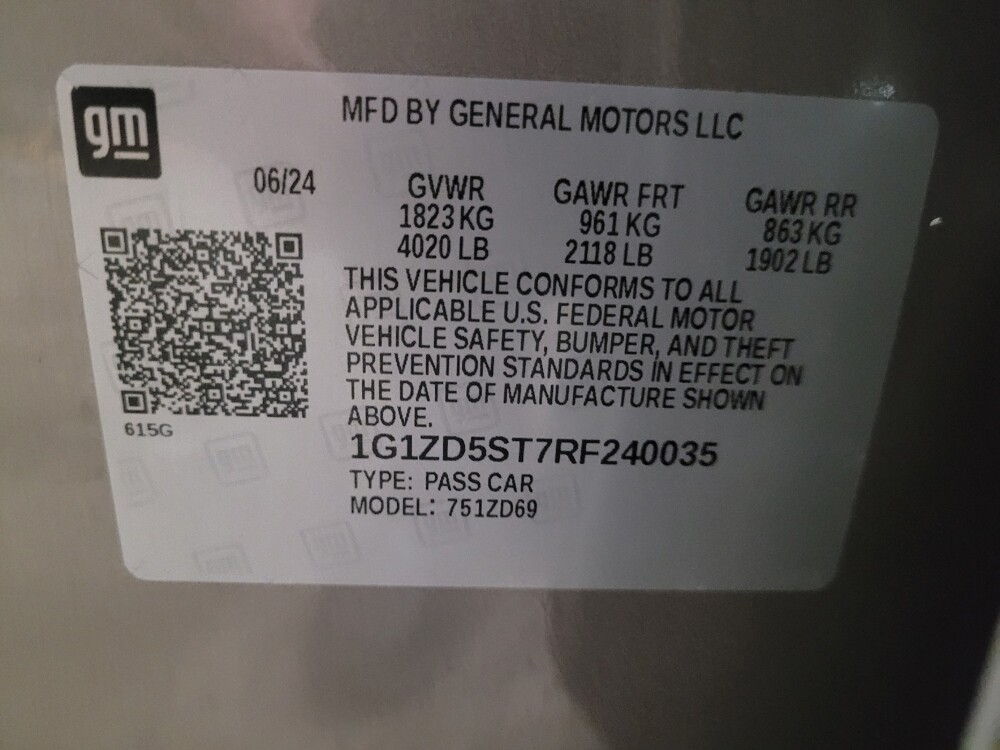 gm
MFD BY GENERAL MOTORS LLC
06/24
GVWR GAWR FRT GAWR RR
1823 KG 961 KG 863 KG
4020 LB 2118 LB 1902 LB
THIS VEHICLE CONFORMS TO ALL
APPLICABLE U.S. FEDERAL MOTOR
VEHICLE SAFETY, BUMPER, AND THEFT
PREVENTION STANDARDS IN EFFECT ON
THE DATE OF MANUFACTURE SHOWN
ABOVE.
615G
1G1ZD5ST7RF240035
TYPE: PASS CAR
MODEL: 751ZD69